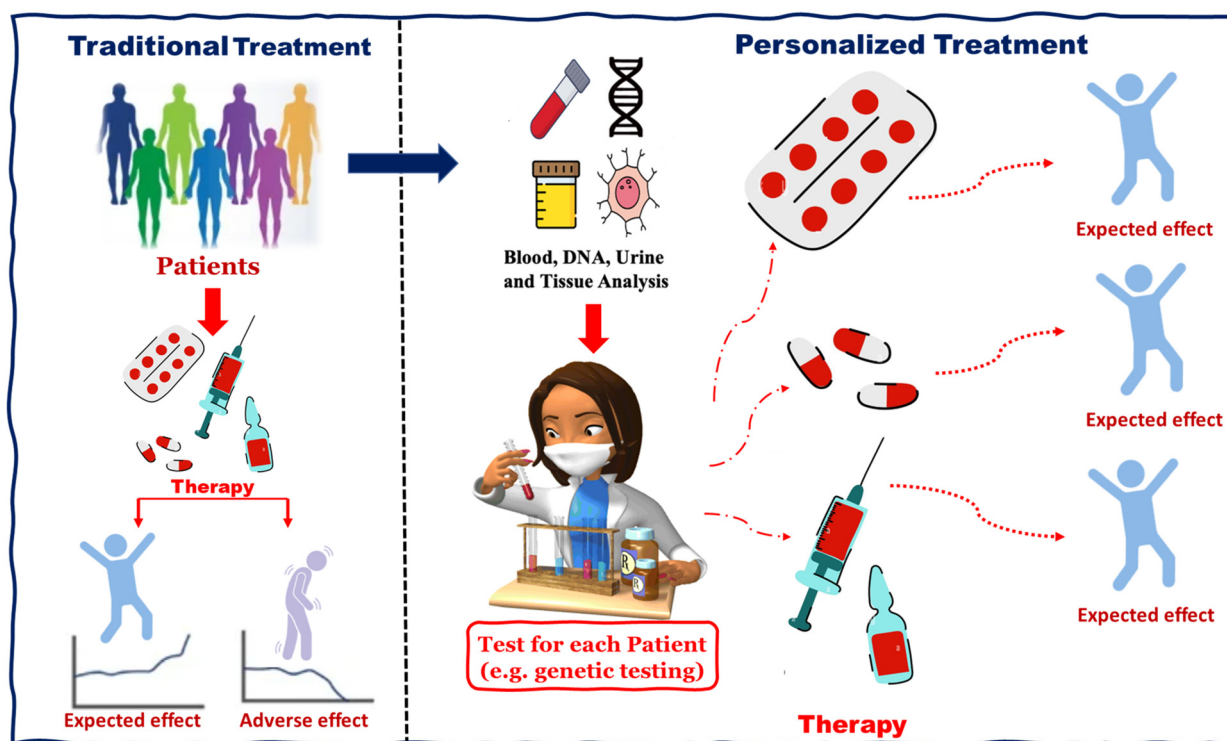 Traditional Treatment
Patients
Therapy
Expected effect
Adverse effect
Personalized Treatment
Blood, DNA, Urine
and Tissue Analysis
R
R
Test for each Patient
(e.g. genetic testing)
Expected effect
Expected effect
Expected effect
Therapy